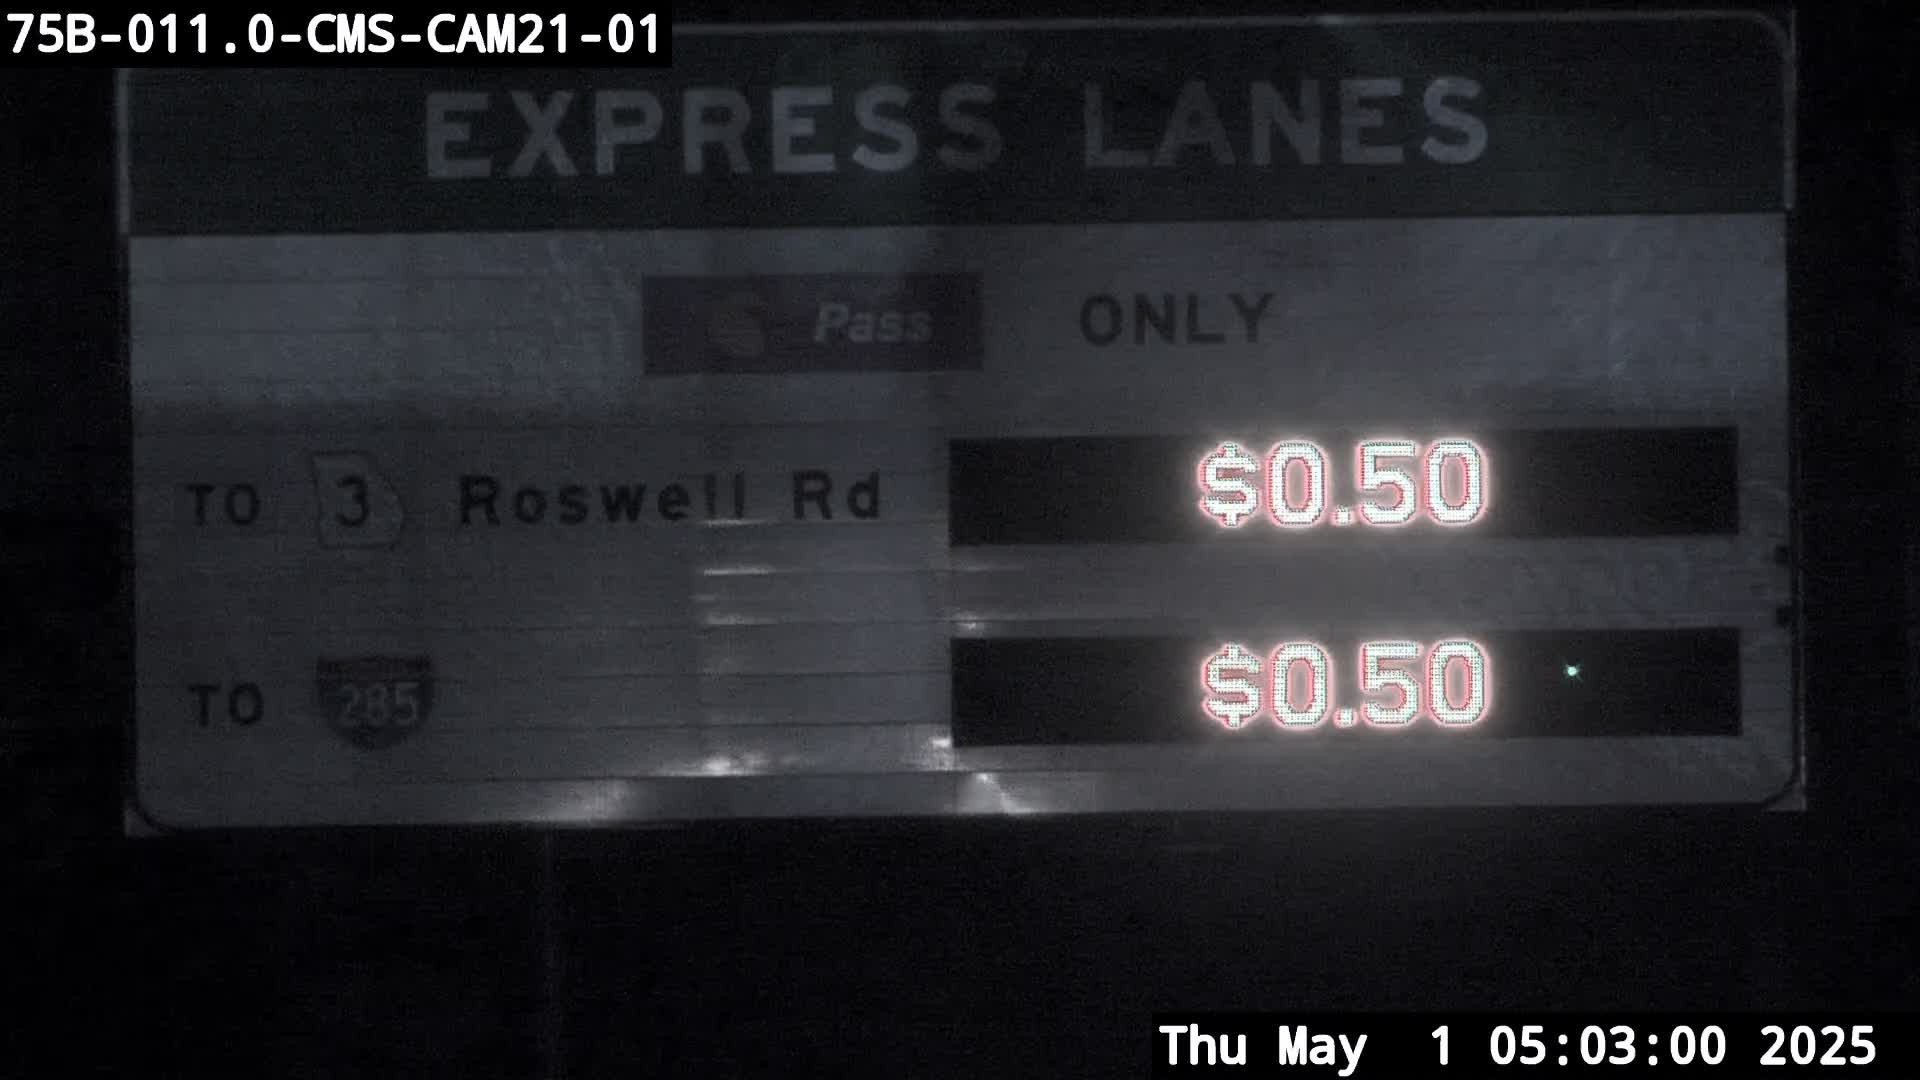 75B-011.0-CMS-CAM21-01
EXPRESS LANES
Pass ONLY
TO 3 Roswell Rd $0.50
TO 285 $0.50
Thu May 1 05:03:00 2025